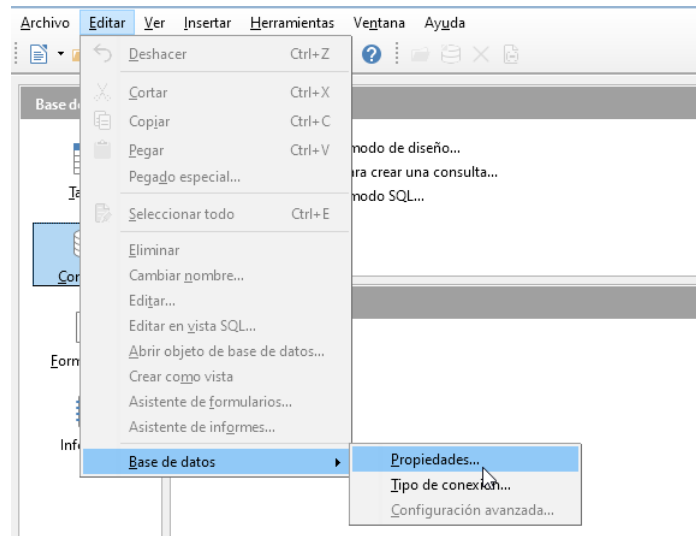 Archivo Editar Ver Insertar Herramientas Ventana Ayuda
Deshacer Ctrl+Z
Cortar Ctrl+X
Copiar Ctrl+C
Pegar Ctrl+V
Pegado especial...
Seleccionar todo Ctrl+E
Eliminar
Cambiar nombre...
Editar...
Editar en vista SQL...
Abrir objeto de base de datos...
Crear como vista
Asistente de formularios...
Asistente de informes...
Base de datos
Propiedades...
Tipo de conexión...
Configuración avanzada...
Base d
Ta
Cor
Form
Inf
modo de diseño...
ara crear una consulta...
modo SQL...